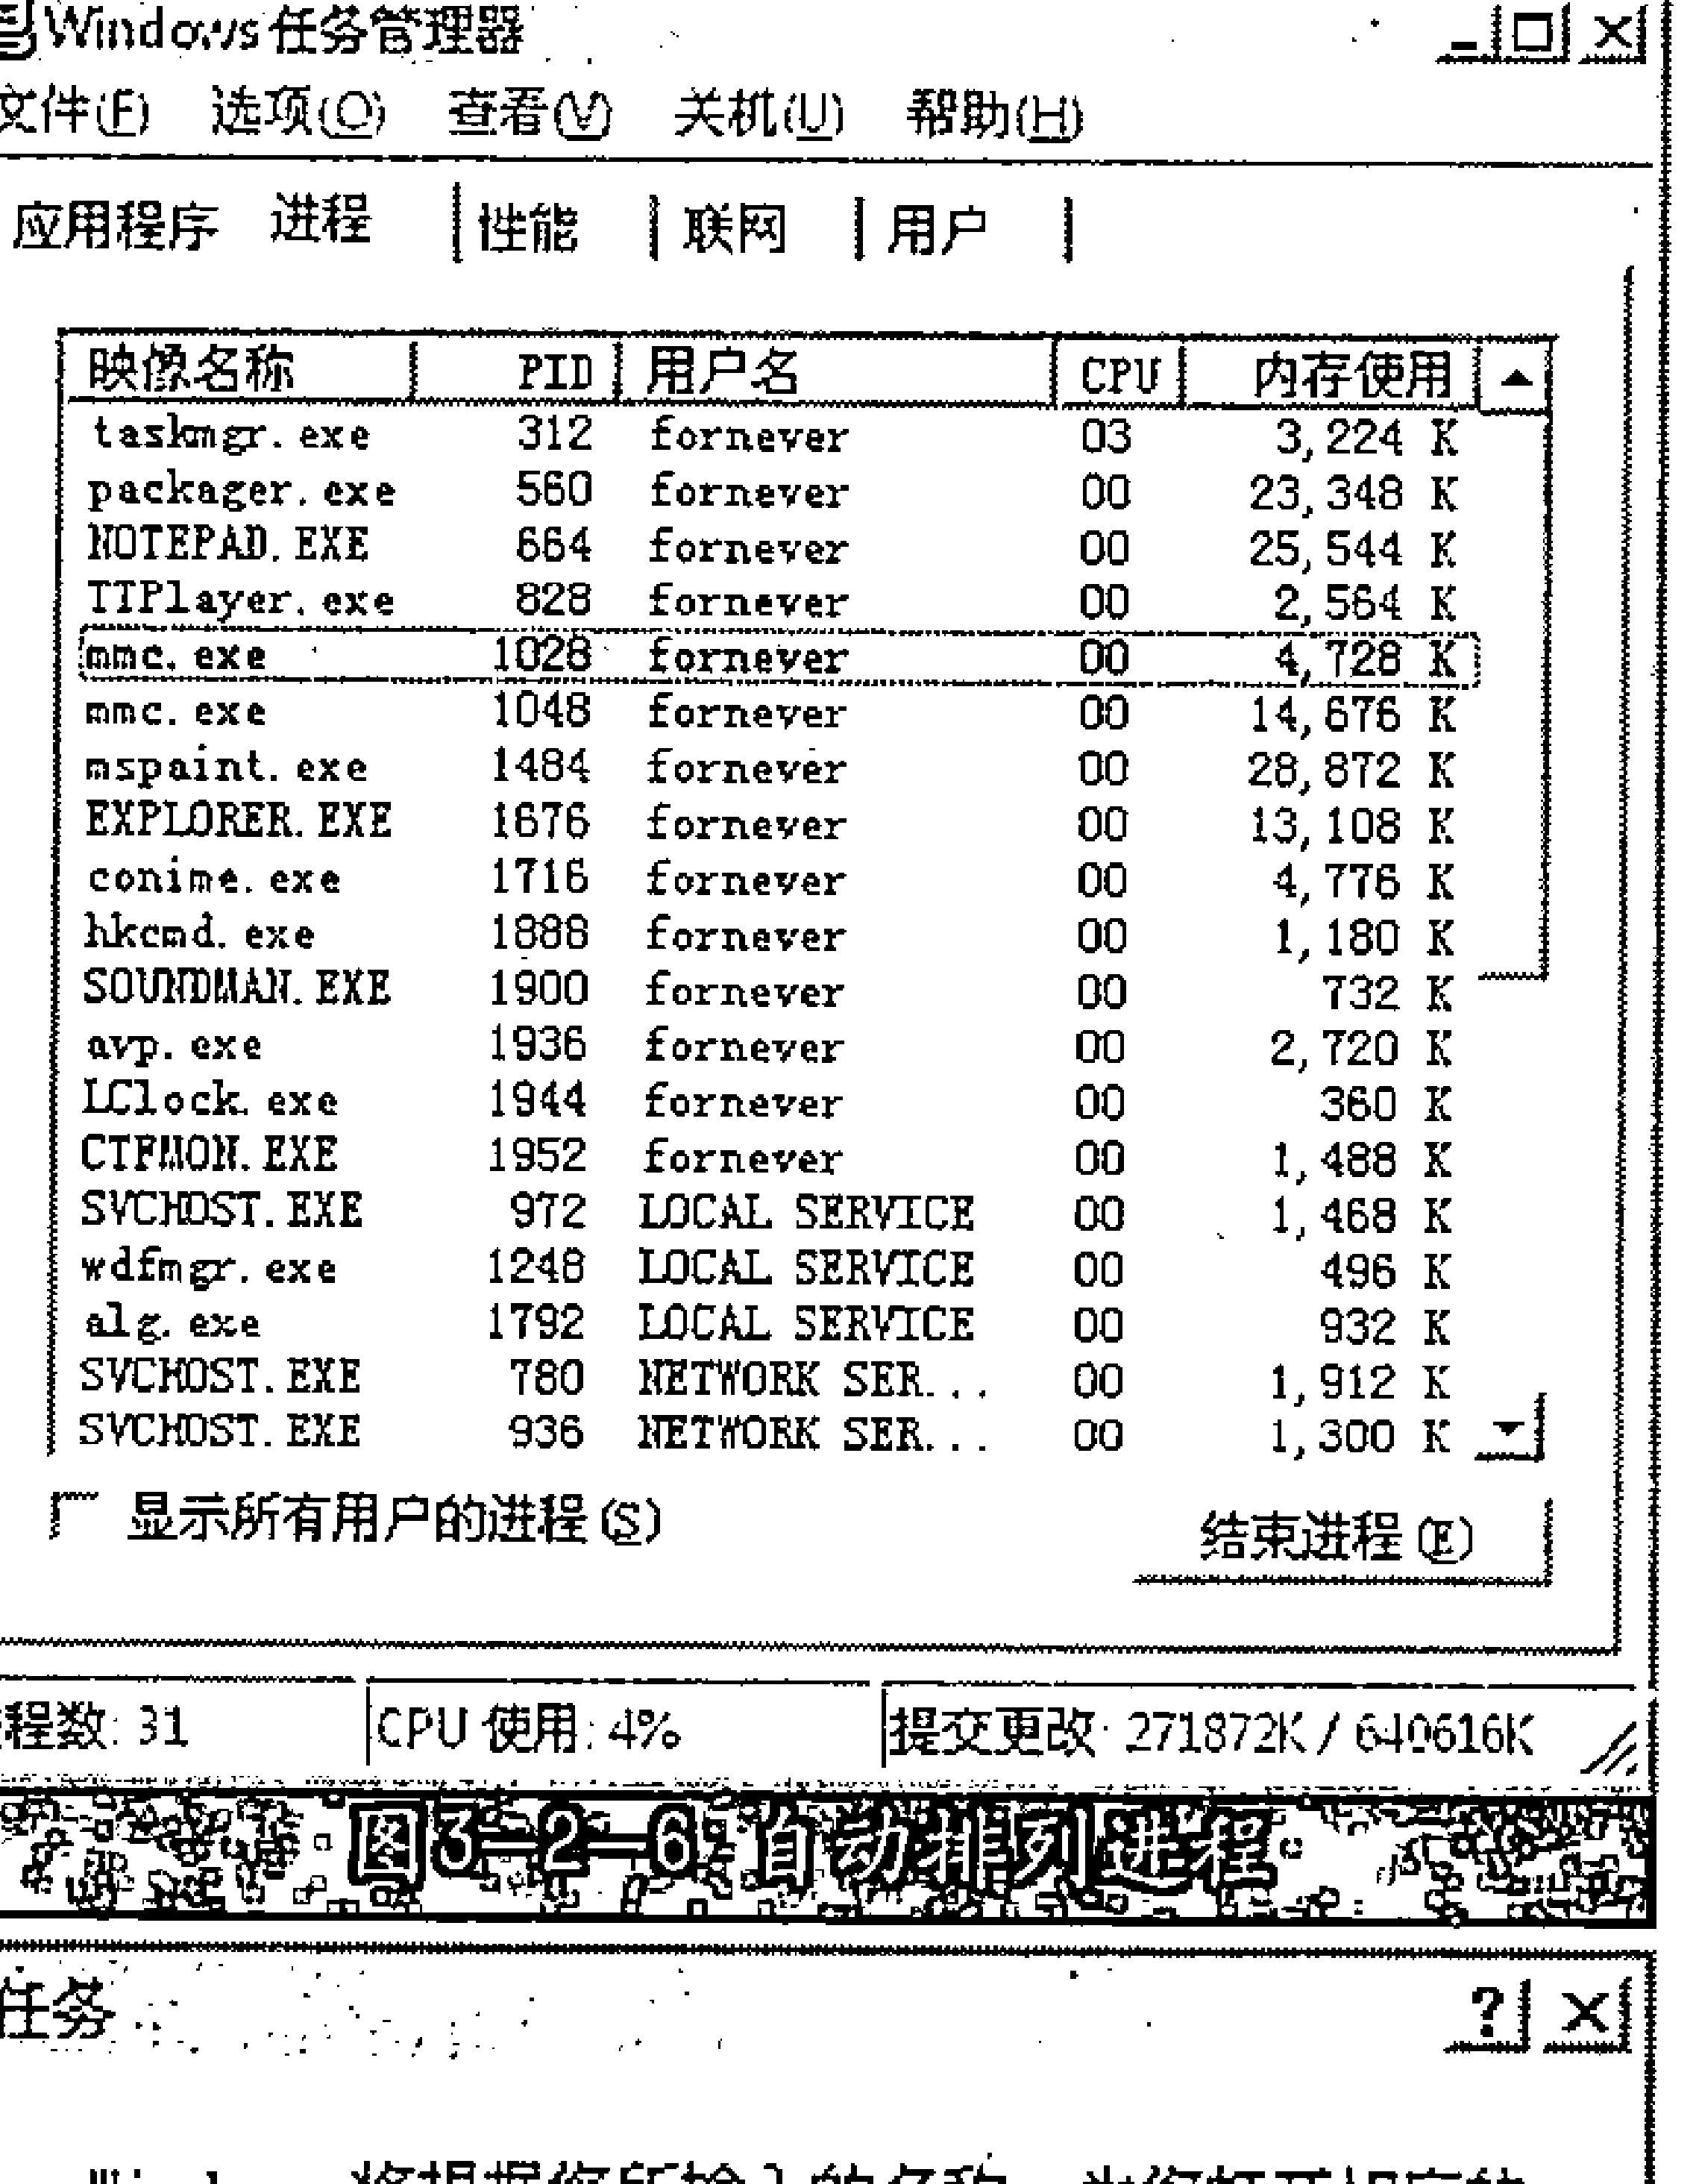 Windows 任务管理器
文件(F) 选项(O) 查看(V) 关机(U) 帮助(H)
应用程序 进程 性能 联网 用户
映像名称 PID 用户名 CPU 内存使用
taskmgr.exe 312 fornever 03 3,224 K
packager.exe 560 fornever 00 23,348 K
NOTEPAD.EXE 664 fornever 00 25,544 K
TTPlayer.exe 828 fornever 00 2,564 K
mmc.exe 1028 fornever 00 4,728 K
mmc.exe 1048 fornever 00 14,676 K
mspaint.exe 1484 fornever 00 28,872 K
EXPLORER.EXE 1676 fornever 00 13,108 K
conime.exe 1716 fornever 00 4,776 K
hkcmd.exe 1888 fornever 00 1,180 K
SOUNDMAN.EXE 1900 fornever 00 732 K
avp.exe 1936 fornever 00 2,720 K
LClock.exe 1944 fornever 00 360 K
CTFMON.EXE 1952 fornever 00 1,488 K
SVCHOST.EXE 972 LOCAL SERVICE 00 1,468 K
wdfmgr.exe 1248 LOCAL SERVICE 00 496 K
alg.exe 1792 LOCAL SERVICE 00 932 K
SVCHOST.EXE 780 NETWORK SER... 00 1,912 K
SVCHOST.EXE 936 NETWORK SER... 00 1,300 K
显示所有用户的进程(S)
结束进程(E)
程数: 31 CPU 使用: 4% 提交更改: 271872K / 640616K
图3-2-6 自动排列进程
任务 ?